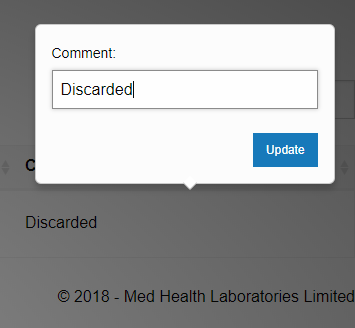 Comment:
Discarded
Update
C
Discarded
© 2018 - Med Health Laboratories Limited